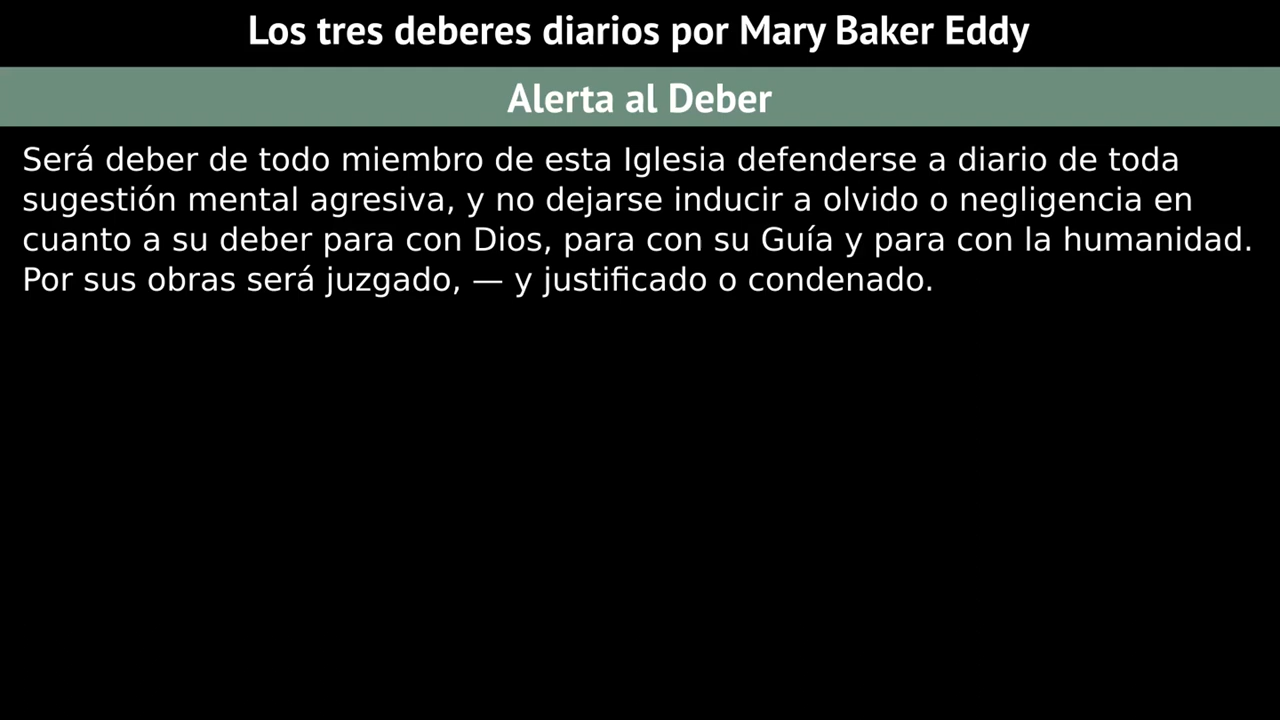 Los tres deberes diarios por Mary Baker Eddy
Alerta al Deber
Será deber de todo miembro de esta Iglesia defenderse a diario de toda
sugestión mental agresiva, y no dejarse inducir a olvido o negligencia en
cuanto a su deber para con Dios, para con su Guía y para con la humanidad.
Por sus obras será juzgado, — y justificado o condenado.